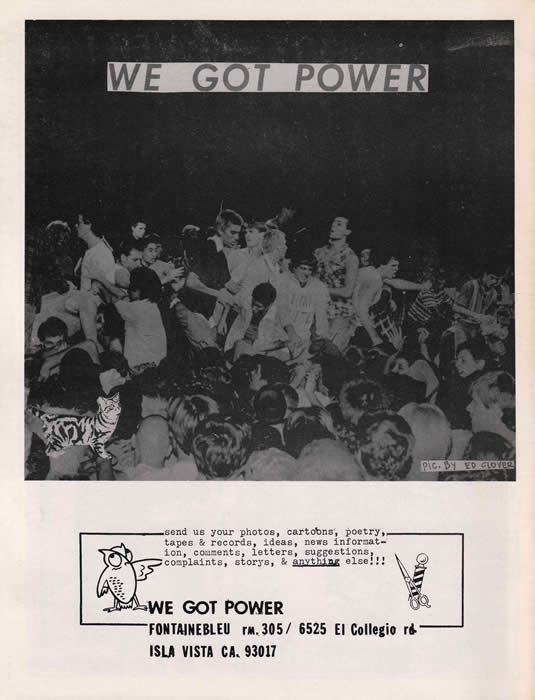 WE GOT POWER
PIC. BY ED GLOVER
send us your photos, cartoons, poetry,
tapes & records, ideas, news informat-
ion, comments, letters, suggestions,
complaints, storys, & anything else!!!
WE GOT POWER
FONTAINEBLEU rm. 305/ 6525 El Collegio rd
ISLA VISTA CA. 93017